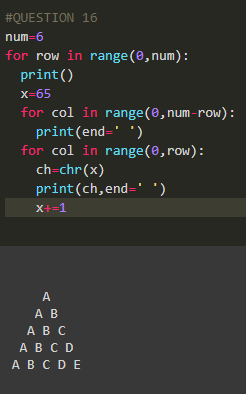 #QUESTION 16
num=6
for row in range(0,num):
  print()
  x=65
  for col in range(0,num-row):
    print(end=' ')
  for col in range(0,row):
    ch=chr(x)
    print(ch,end=' ')
    x+=1
A
A B
A B C
A B C D
A B C D E